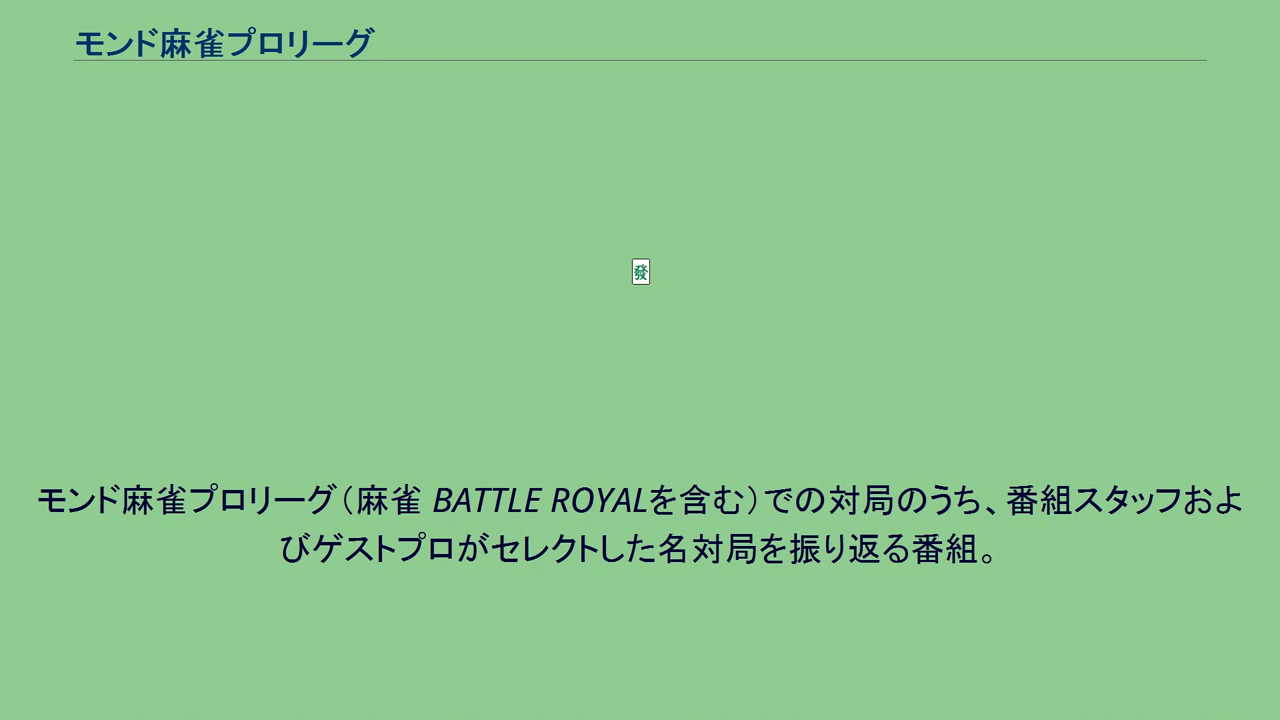 モンド麻雀プロリーグ
發
モンド麻雀プロリーグ（麻雀 BATTLE ROYALを含む）での対局のうち、番組スタッフおよ
びゲストプロがセレクトした名対局を振り返る番組。